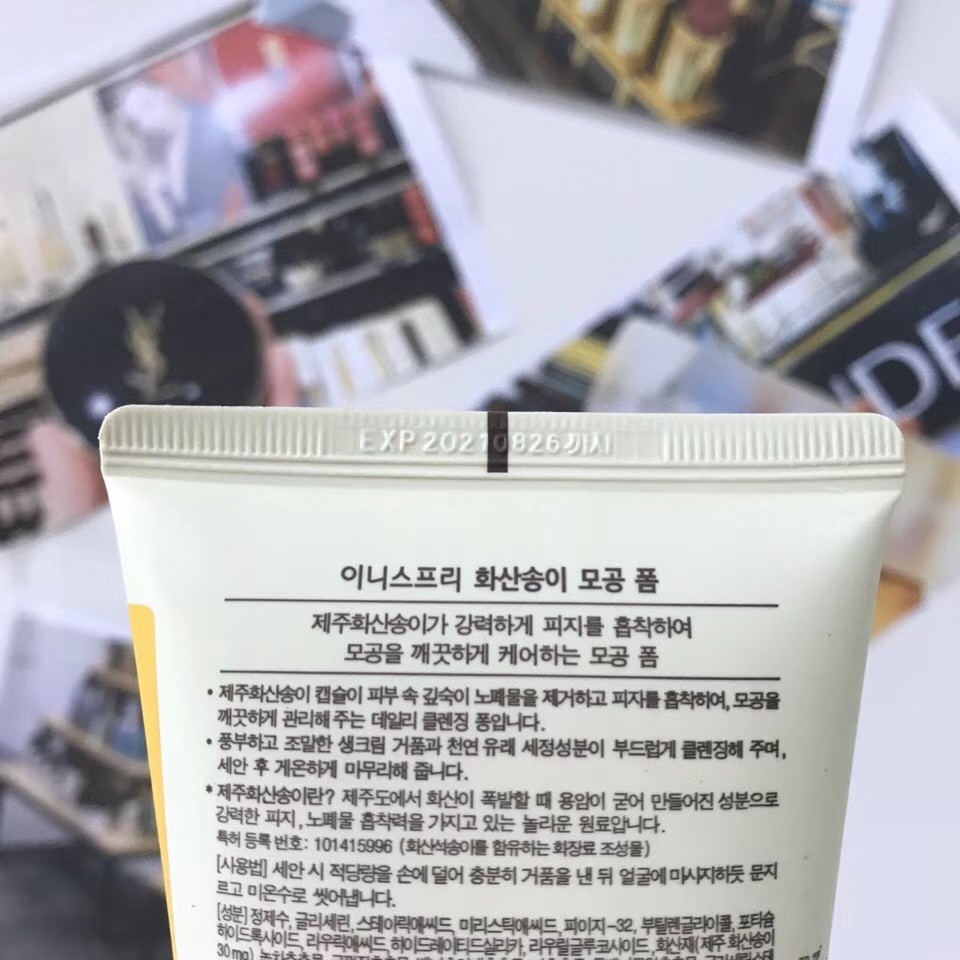 NDE
EXP 20210826까지
이니스프리 화산송이 모공 폼
제주화산송이가 강력하게 피지를 흡착하여
모공을 깨끗하게 케어하는 모공 폼
• 제주화산송이 캡슐이 피부 속 깊숙이 노폐물을 제거하고 피자를 흡착하여, 모공을
깨끗하게 관리해 주는 데일리 클렌징 퐁입니다.
• 풍부하고 조말한 생크림 거품과 천연 유래 세정성분이 부드럽게 클렌징해 주며,
세안 후 게온하게 마무리해 줍니다.
* 제주화산송이란? 제주도에서 화산이 폭발할 때 용암이 굳어 만들어진 성분으로
강력한 피지, 노폐물 흡착력을 가지고 있는 놀라운 원료입니다.
특허 등록 번호: 101415996 (화산석송이를 함유하는 화장료 조성물)
[사용법] 세안 시 적당량을 손에 덜어 충분히 거품을 낸 뒤 얼굴에 마시지하듯 문지
르고 미온수로 씻어냅니다.
[성분] 정제수, 글리세린, 스테아릭애씨드, 미리스틱애씨드, 피이지-32, 부틸렌글라이콜, 포타슘
하이드록사이드, 라우릭애씨드, 하이드레이티드실리카, 라우릴글루코사이드, 화산재(제주 화산송이
30mg)